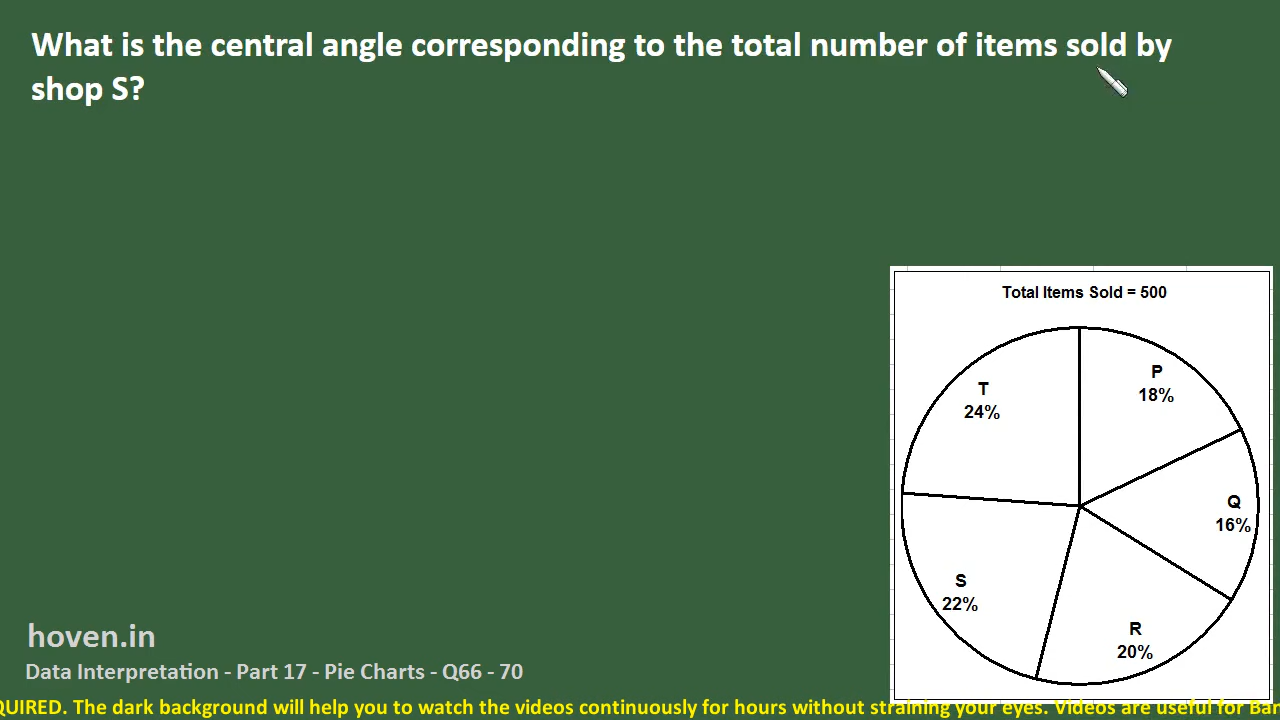 What is the central angle corresponding to the total number of items sold by
shop S?
Total Items Sold = 500
P
18%
T
24%
Q
16%
S
22%
R
20%
hoven.in
Data Interpretation - Part 17 - Pie Charts - Q66 - 70
The dark background will help you to watch the videos continuously for hours without straining your eyes. Videos are useful for